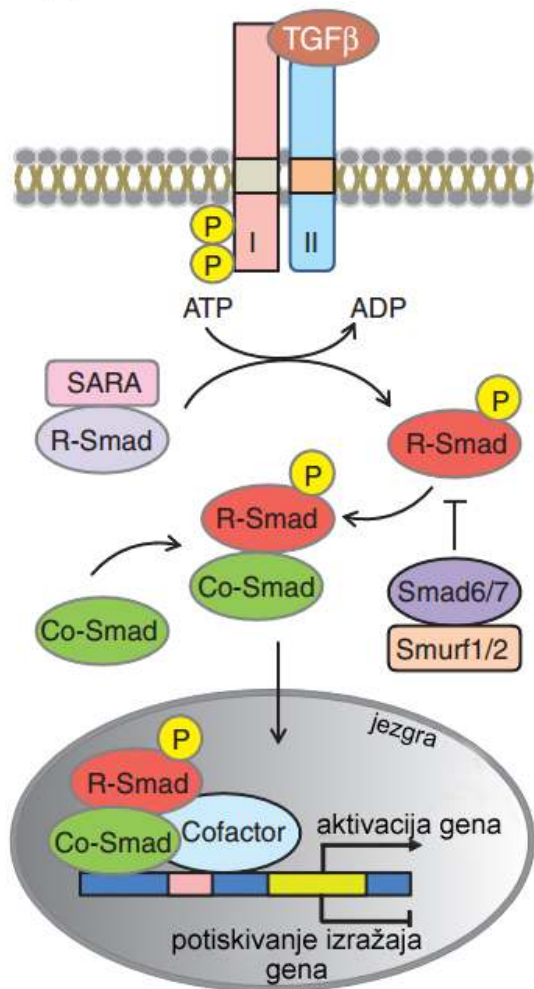 TGFβ
I
II
P
P
ATP
ADP
SARA
R-Smad
P
R-Smad
P
R-Smad
Co-Smad
Co-Smad
Smad6/7
Smurf1/2
jezgra
P
R-Smad
Co-Smad
Cofactor
aktivacija gena
potiskivanje izražaja
gena